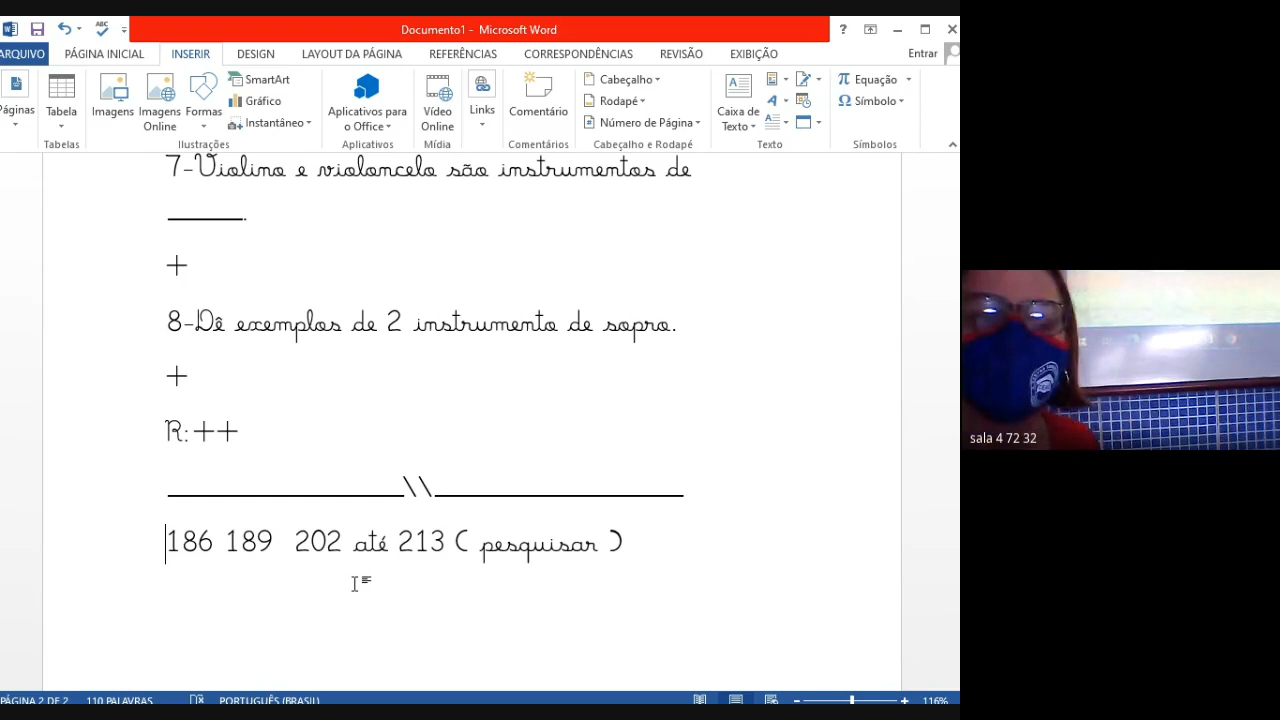 ABC
Documento1 - Microsoft Word
?
ARQUIVO PÁGINA INICIAL INSERIR DESIGN LAYOUT DA PÁGINA REFERÊNCIAS CORRESPONDÊNCIAS REVISÃO EXIBIÇÃO Entrar
Páginas
Tabela
Tabelas
Imagens
Imagens Online
Formas
SmartArt
Gráfico
Instantâneo
Ilustrações
Aplicativos para o Office
Aplicativos
Vídeo Online
Mídia
Links
Comentário
Comentários
Cabeçalho
Rodapé
Número de Página
Cabeçalho e Rodapé
Caixa de Texto
Texto
Equação
Símbolo
Símbolos
7-Violino e violoncelo são instrumentos de
______.
+
8-Dê exemplos de 2 instrumento de sopro.
+
R:++
__________________\\___________________
186 189 202 até 213 ( pesquisar )
sala 4 72 32
PÁGINA 2 DE 2 110 PALAVRAS PORTUGUÊS (BRASIL) 116%